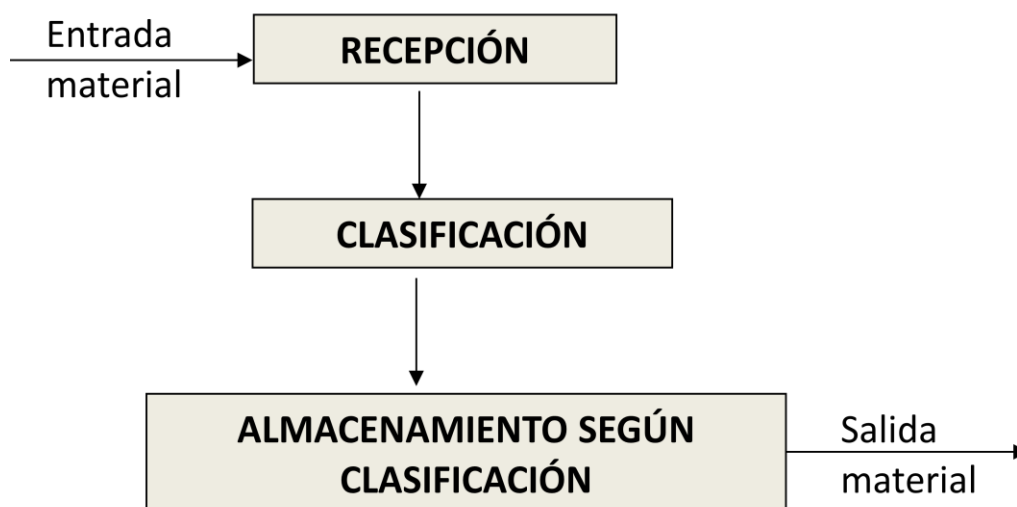 Entrada
material
RECEPCIÓN
CLASIFICACIÓN
ALMACENAMIENTO SEGÚN
CLASIFICACIÓN
Salida
material